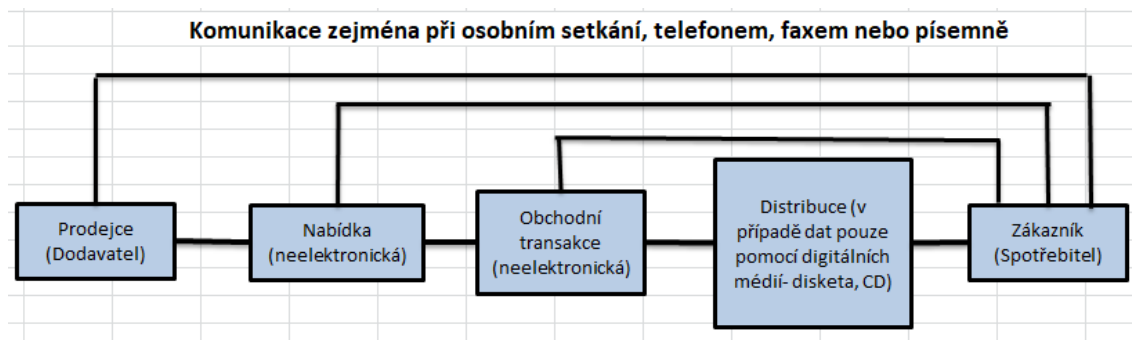 Komunikace zejména při osobním setkání, telefonem, faxem nebo písemně
Prodejce
(Dodavatel)
Nabídka
(neelektronická)
Obchodní
transakce
(neelektronická)
Distribuce (v
případě dat pouze
pomocí digitálních
médií- disketa, CD)
Zákazník
(Spotřebitel)